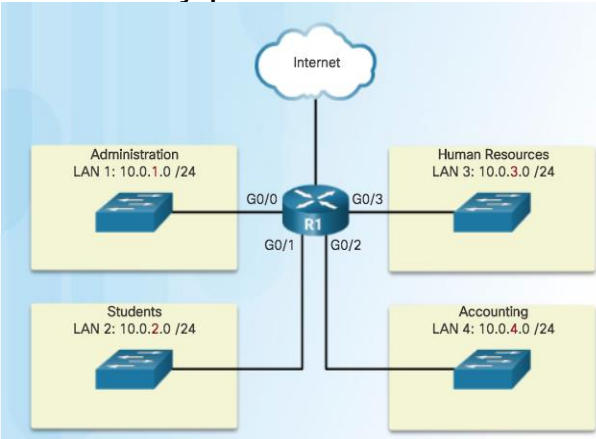 Internet
Administration
LAN 1: 10.0.1.0 /24
Human Resources
LAN 3: 10.0.3.0 /24
G0/0
G0/3
R1
G0/1
G0/2
Students
LAN 2: 10.0.2.0 /24
Accounting
LAN 4: 10.0.4.0 /24